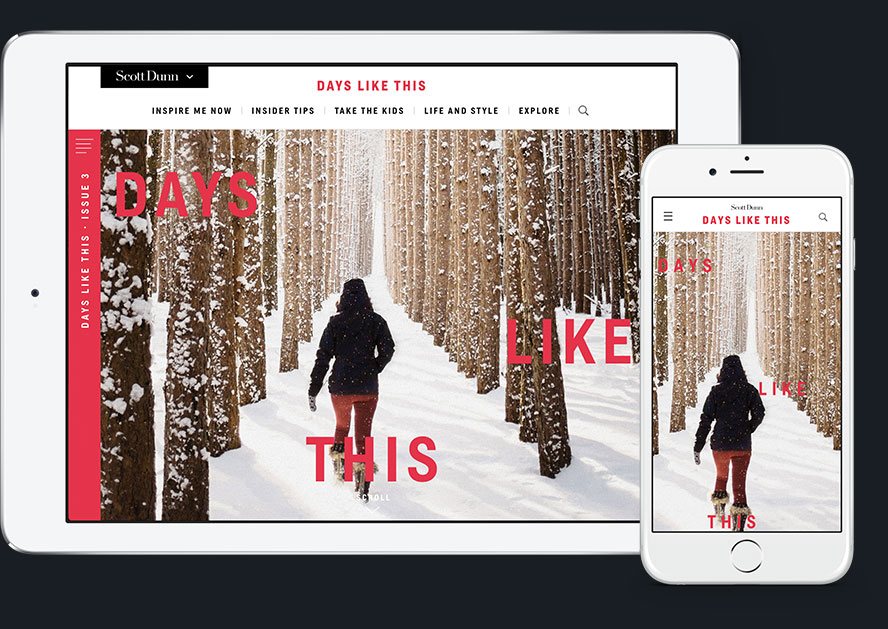 Scott Dunn
DAYS LIKE THIS
INSPIRE ME NOW
INSIDER TIPS
TAKE THE KIDS
LIFE AND STYLE
EXPLORE
DAYS LIKE THIS · ISSUE 3
DAYS
LIKE
THIS
SCROLL
Scott Dunn
DAYS LIKE THIS
DAYS
LIKE
THIS